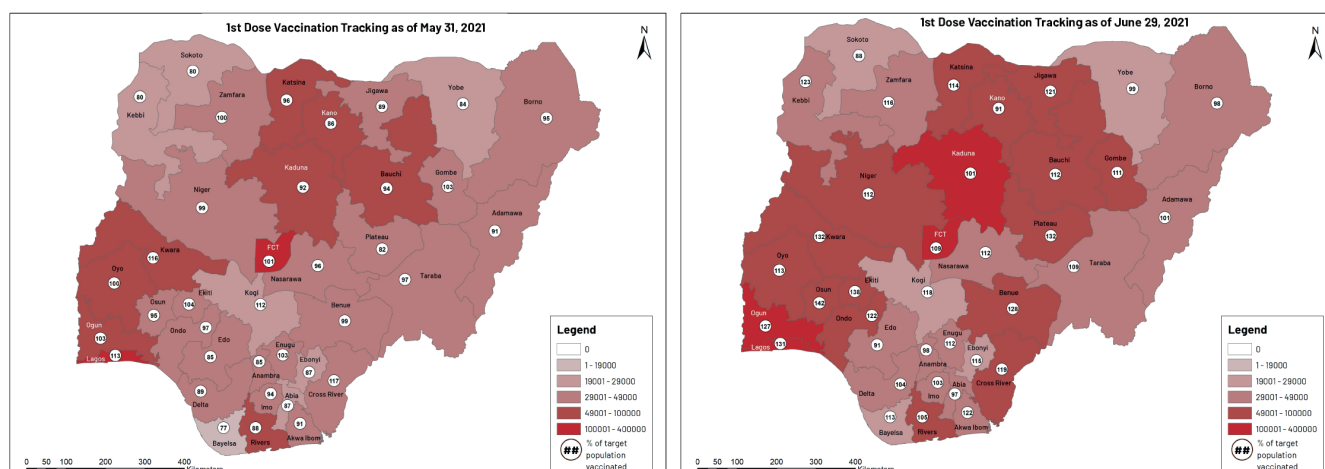 1st Dose Vaccination Tracking as of May 31, 2021
N
Sokoto
80
Katsina
96
Jigawa
89
Yobe
84
Borno
95
Kebbi
80
Zamfara
100
Kano
86
Kaduna
92
Bauchi
94
Gombe
103
Niger
99
Adamawa
91
Kwara
116
FCT
101
Plateau
82
Nasarawa
96
Taraba
97
Oyo
100
Osun
95
Ekiti
104
Kogi
112
Benue
99
Ogun
103
Ondo
97
Edo
85
Enugu
103
Ebonyi
87
Lagos
113
Anambra
85
Cross River
117
Delta
89
Imo
94
Abia
87
Bayelsa
77
Rivers
88
Akwa Ibom
91
Legend
0
1 - 19000
19001 - 29000
29001 - 49000
49001 - 100000
100001 - 400000
## % of target
population
vaccinated
0 50 100 200 300 400
Kilometers
1st Dose Vaccination Tracking as of June 29, 2021
N
Sokoto
88
Katsina
114
Jigawa
121
Yobe
99
Borno
98
Kebbi
123
Zamfara
116
Kano
91
Kaduna
101
Bauchi
112
Gombe
111
Niger
112
Adamawa
101
Kwara
132
FCT
109
Plateau
132
Nasarawa
112
Taraba
109
Oyo
113
Osun
142
Ekiti
138
Kogi
118
Benue
128
Ogun
127
Ondo
122
Edo
91
Enugu
112
Ebonyi
115
Lagos
131
Anambra
98
Cross River
119
Delta
104
Imo
103
Abia
97
Bayelsa
113
Rivers
105
Akwa Ibom
122
Legend
0
1 - 19000
19001 - 29000
29001 - 49000
49001 - 100000
100001 - 400000
## % of target
population
vaccinated
0 50 100 200 300 400
Kilometers